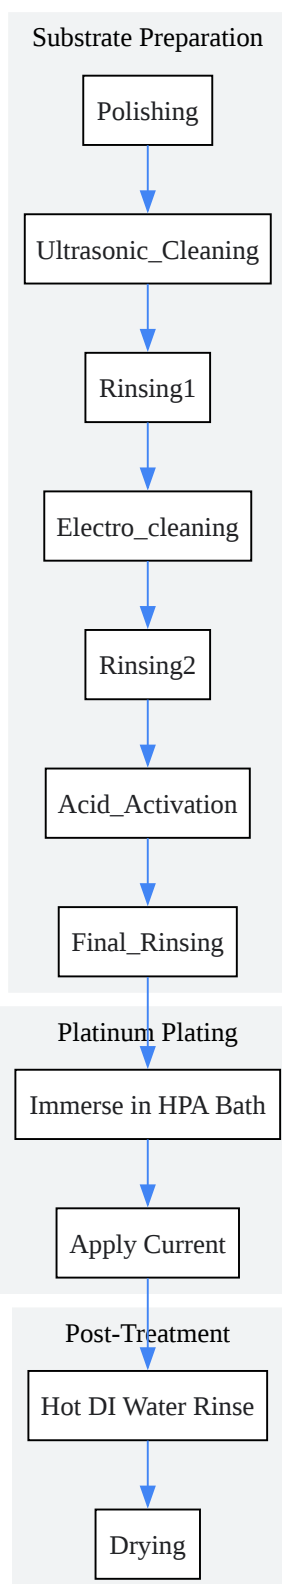 Substrate Preparation
Polishing
Ultrasonic_Cleaning
Rinsing1
Electro_cleaning
Rinsing2
Acid_Activation
Final_Rinsing
Platinum Plating
Immerse in HPA Bath
Apply Current
Post-Treatment
Hot DI Water Rinse
Drying